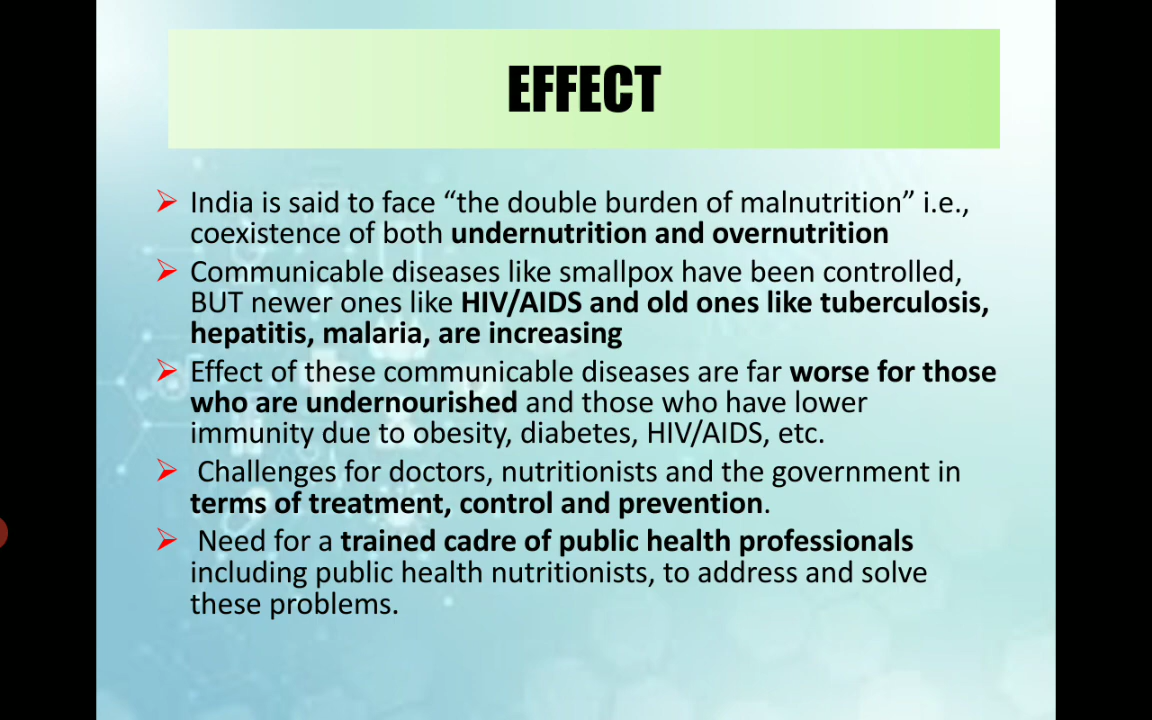 EFFECT
India is said to face “the double burden of malnutrition” i.e.,
coexistence of both undernutrition and overnutrition
Communicable diseases like smallpox have been controlled,
BUT newer ones like HIV/AIDS and old ones like tuberculosis,
hepatitis, malaria, are increasing
Effect of these communicable diseases are far worse for those
who are undernourished and those who have lower
immunity due to obesity, diabetes, HIV/AIDS, etc.
Challenges for doctors, nutritionists and the government in
terms of treatment, control and prevention.
Need for a trained cadre of public health professionals
including public health nutritionists, to address and solve
these problems.